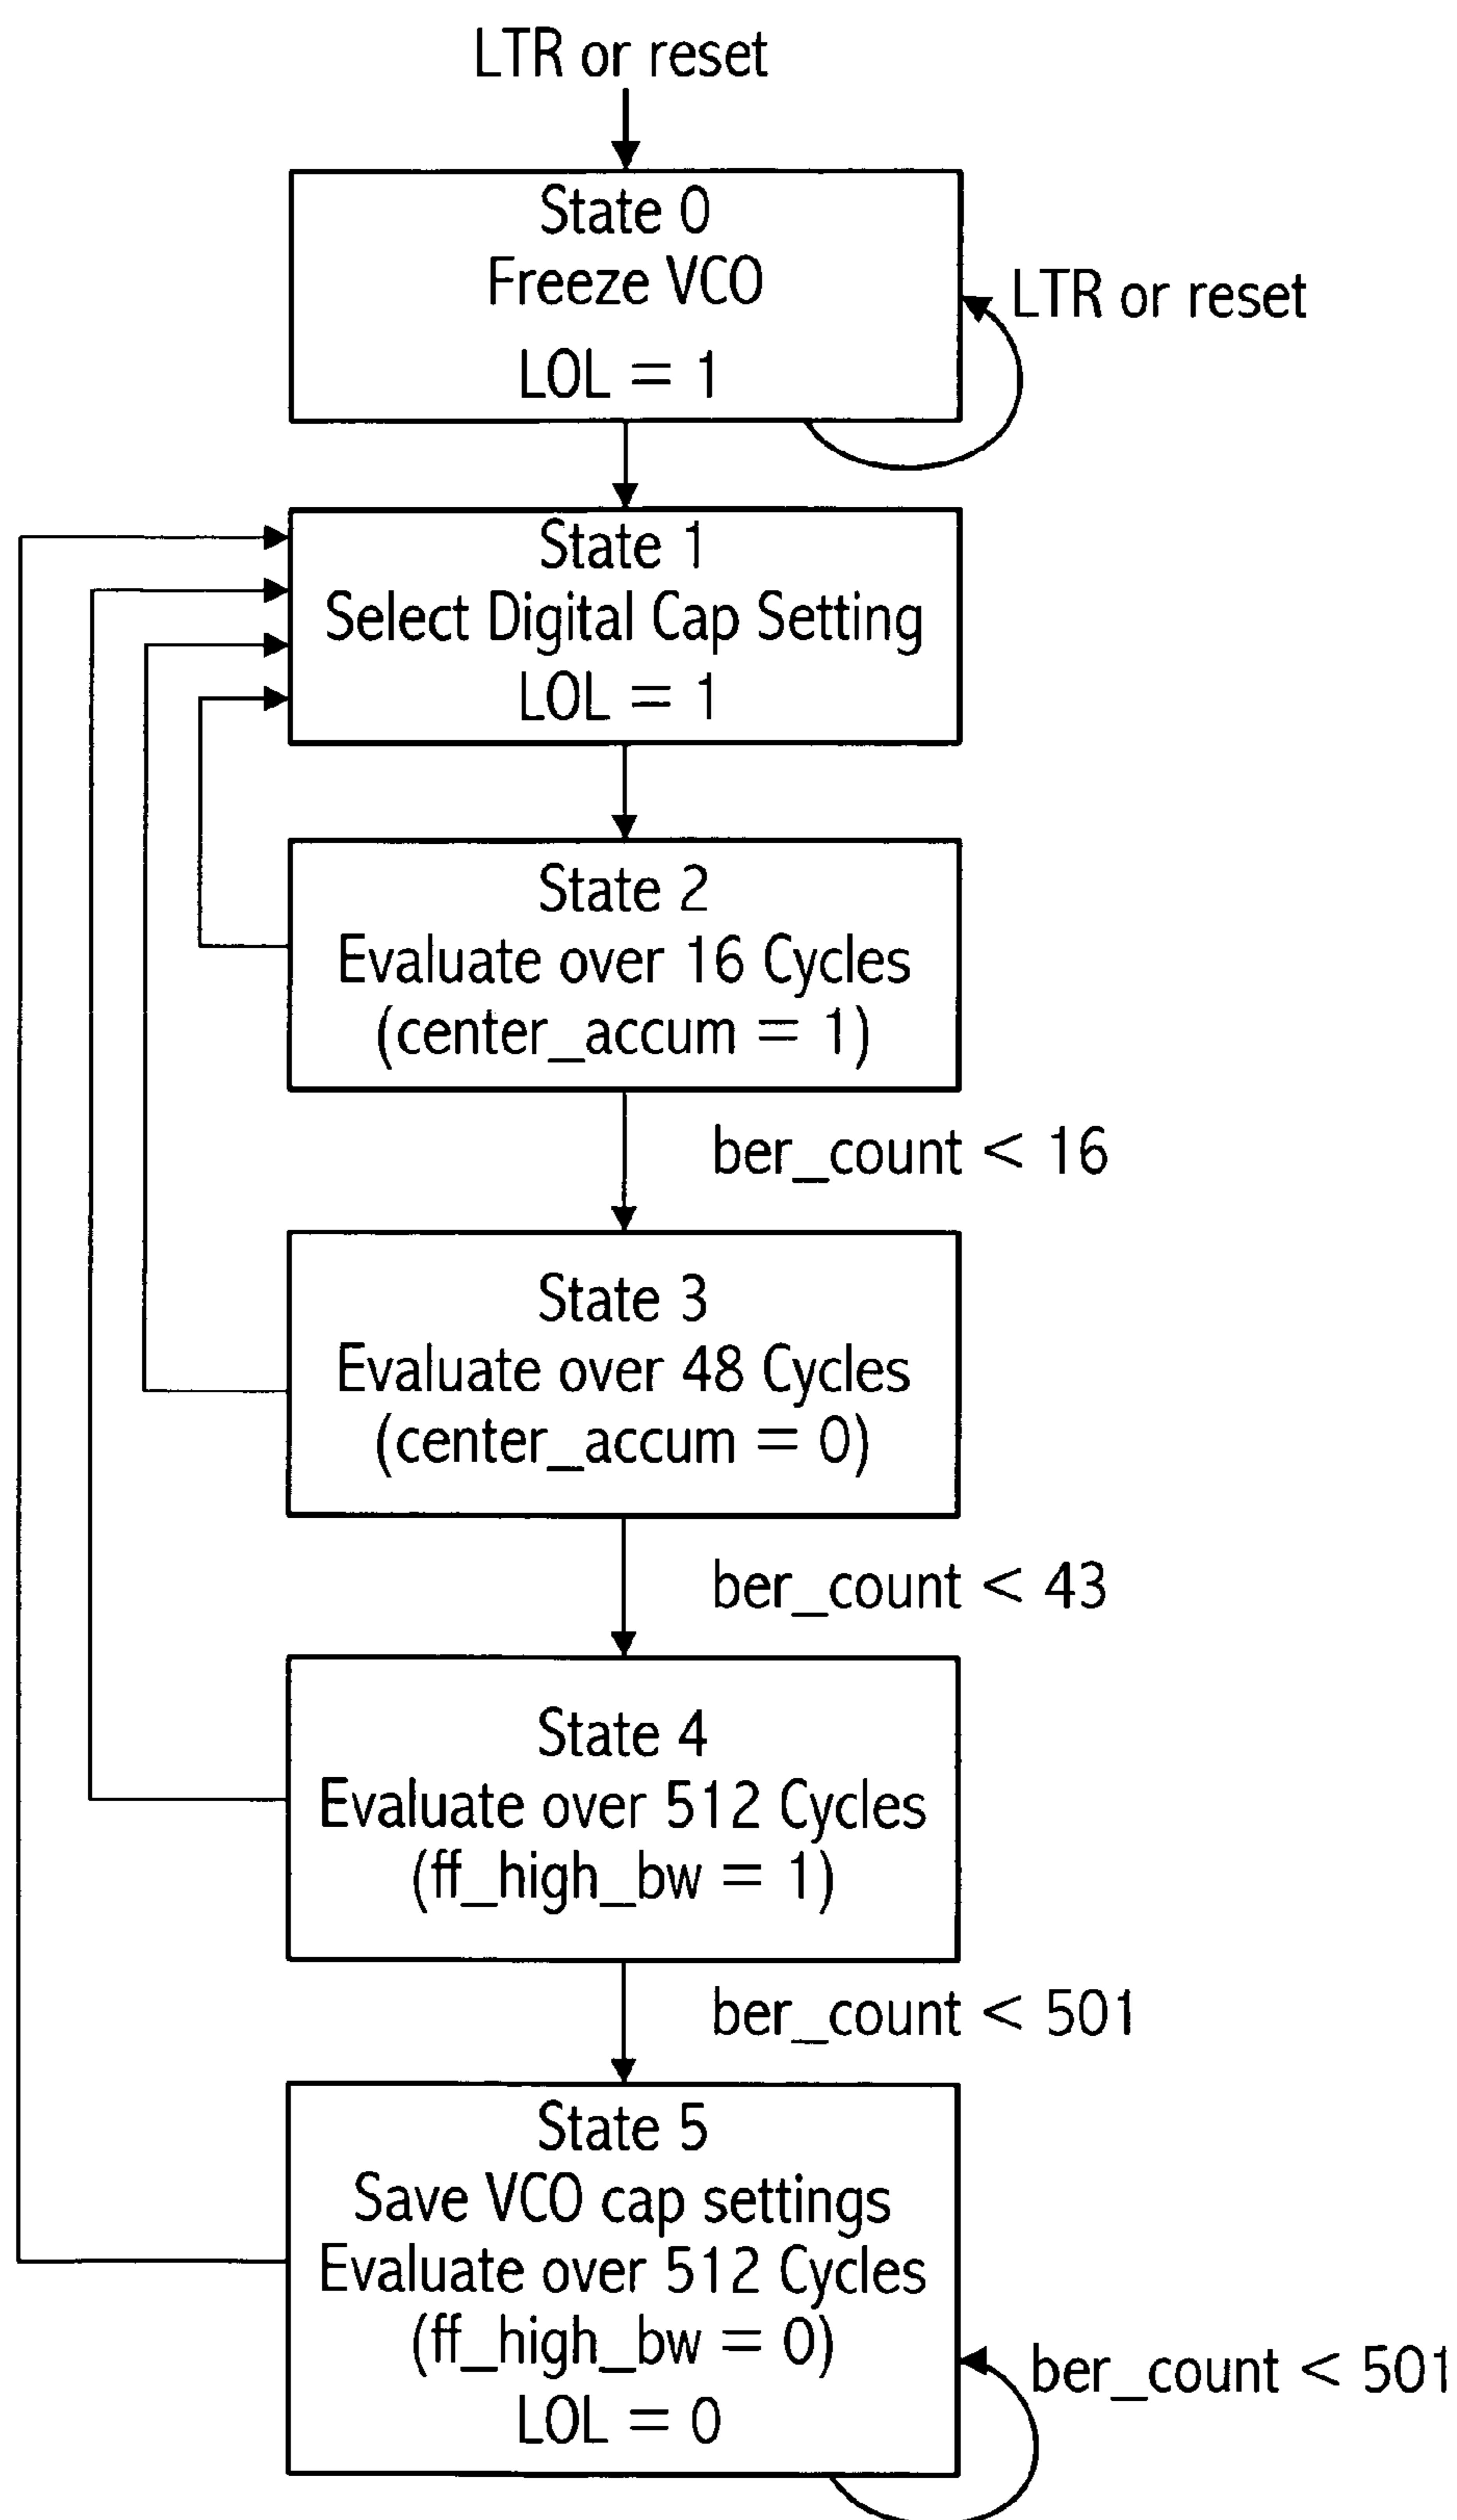 LTR or reset
State 0
Freeze VCO
LOL = 1
LTR or reset
State 1
Select Digital Cap Setting
LOL = 1
State 2
Evaluate over 16 Cycles
(center_accum = 1)
ber_count < 16
State 3
Evaluate over 48 Cycles
(center_accum = 0)
ber_count < 43
State 4
Evaluate over 512 Cycles
(ff_high_bw = 1)
ber_count < 501
State 5
Save VCO cap settings
Evaluate over 512 Cycles
(ff_high_bw = 0)
LOL = 0
ber_count < 501